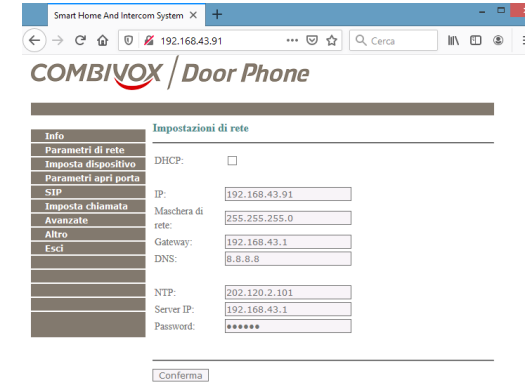 Smart Home And Intercom System
192.168.43.91
Cerca
COMBIVOX / Door Phone
Info
Parametri di rete
Imposta dispositivo
Parametri apri porta
SIP
Imposta chiamata
Avanzate
Altro
Esci
Impostazioni di rete
DHCP:
IP: 192.168.43.91
Maschera di
rete: 255.255.255.0
Gateway: 192.168.43.1
DNS: 8.8.8.8
NTP: 202.120.2.101
Server IP: 192.168.43.1
Password: ●●●●●●
Conferma